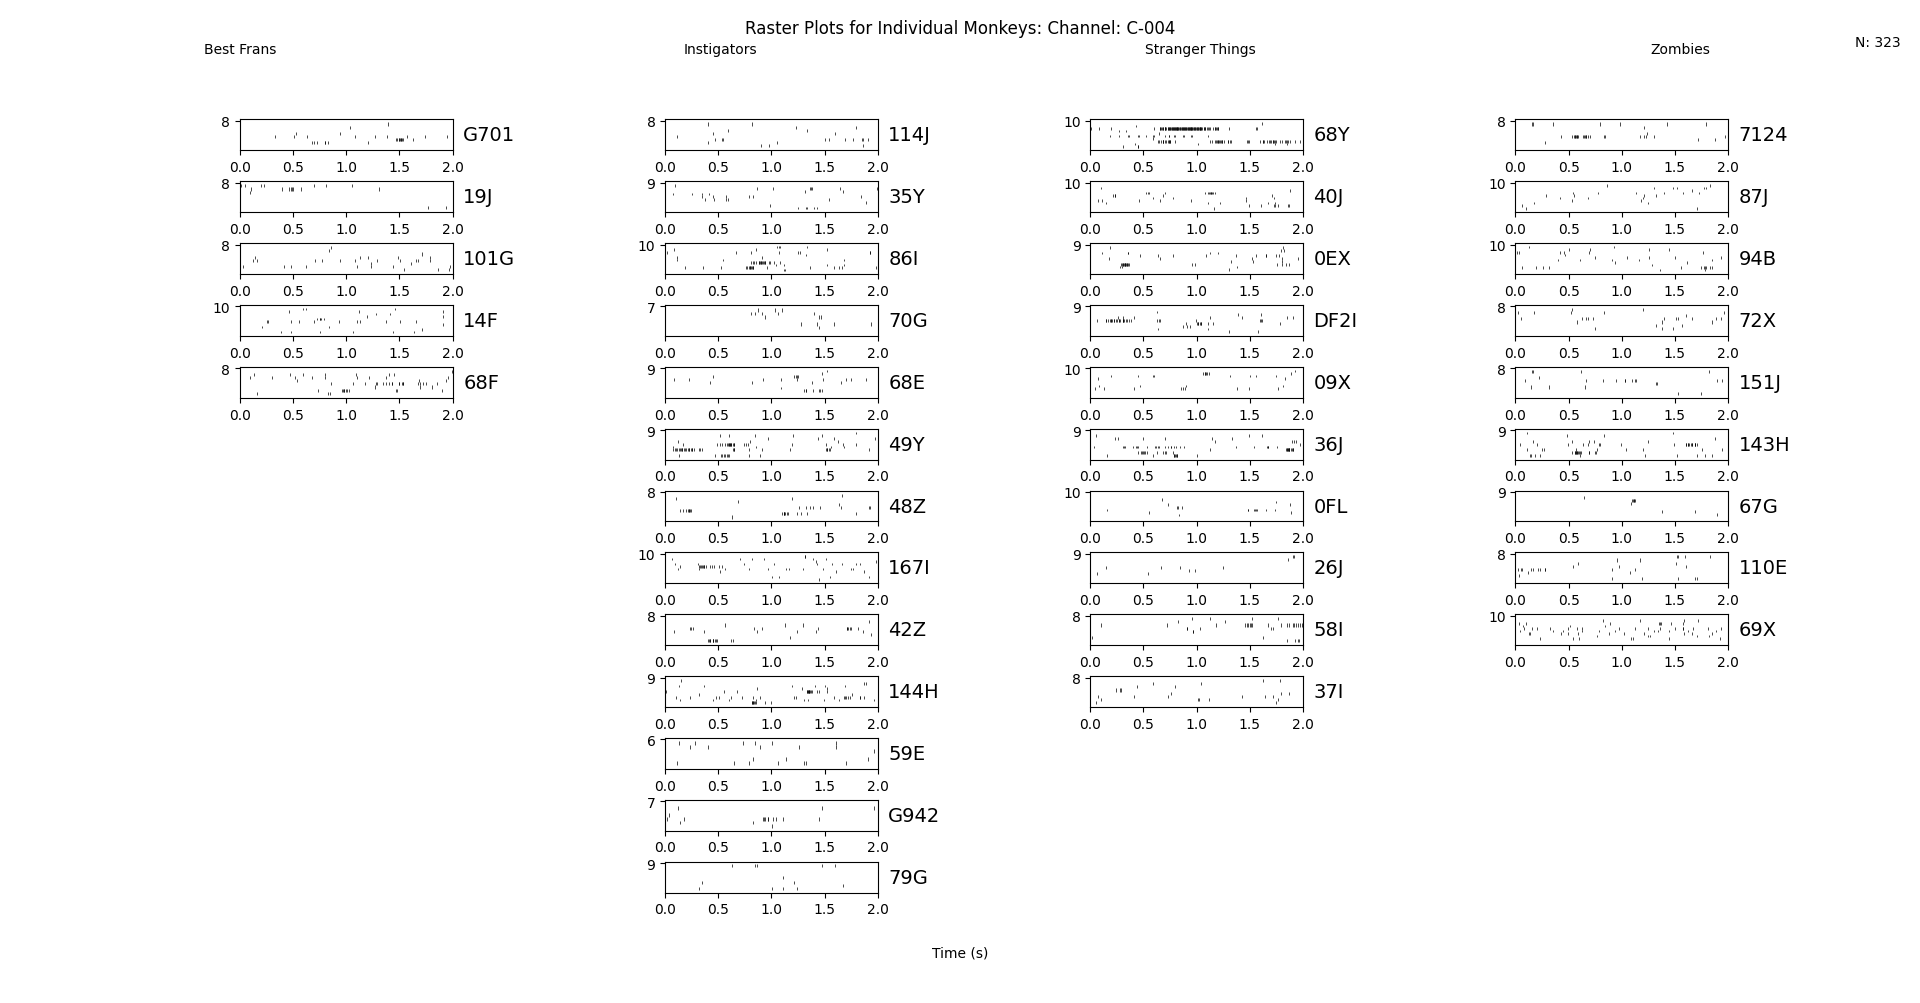 Raster Plots for Individual Monkeys: Channel: C-004
N: 323
Best Frans Instigators Stranger Things Zombies
8 G701 8 114J 10 68Y 8 7124
0.0 0.5 1.0 1.5 2.0 0.0 0.5 1.0 1.5 2.0 0.0 0.5 1.0 1.5 2.0 0.0 0.5 1.0 1.5 2.0
8 19J 9 35Y 10 40J 10 87J
0.0 0.5 1.0 1.5 2.0 0.0 0.5 1.0 1.5 2.0 0.0 0.5 1.0 1.5 2.0 0.0 0.5 1.0 1.5 2.0
8 101G 10 86I 9 0EX 10 94B
0.0 0.5 1.0 1.5 2.0 0.0 0.5 1.0 1.5 2.0 0.0 0.5 1.0 1.5 2.0 0.0 0.5 1.0 1.5 2.0
10 14F 7 70G 9 DF2I 8 72X
0.0 0.5 1.0 1.5 2.0 0.0 0.5 1.0 1.5 2.0 0.0 0.5 1.0 1.5 2.0 0.0 0.5 1.0 1.5 2.0
8 68F 9 68E 10 09X 8 151J
0.0 0.5 1.0 1.5 2.0 0.0 0.5 1.0 1.5 2.0 0.0 0.5 1.0 1.5 2.0 0.0 0.5 1.0 1.5 2.0
9 49Y 9 36J 9 143H
0.0 0.5 1.0 1.5 2.0 0.0 0.5 1.0 1.5 2.0 0.0 0.5 1.0 1.5 2.0
8 48Z 10 0FL 9 67G
0.0 0.5 1.0 1.5 2.0 0.0 0.5 1.0 1.5 2.0 0.0 0.5 1.0 1.5 2.0
10 167I 9 26J 8 110E
0.0 0.5 1.0 1.5 2.0 0.0 0.5 1.0 1.5 2.0 0.0 0.5 1.0 1.5 2.0
8 42Z 8 58I 10 69X
0.0 0.5 1.0 1.5 2.0 0.0 0.5 1.0 1.5 2.0 0.0 0.5 1.0 1.5 2.0
9 144H 8 37I
0.0 0.5 1.0 1.5 2.0 0.0 0.5 1.0 1.5 2.0
6 59E
0.0 0.5 1.0 1.5 2.0
7 G942
0.0 0.5 1.0 1.5 2.0
9 79G
0.0 0.5 1.0 1.5 2.0
Time (s)